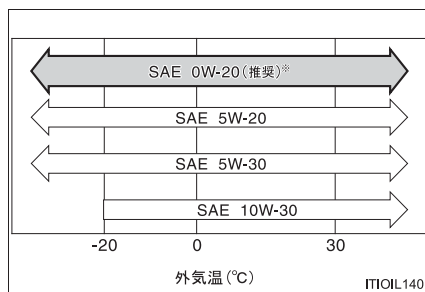 SAE 0W-20(推奨)※
SAE 5W-20
SAE 5W-30
SAE 10W-30
-20 0 30
外気温(℃)
ITIOIL140